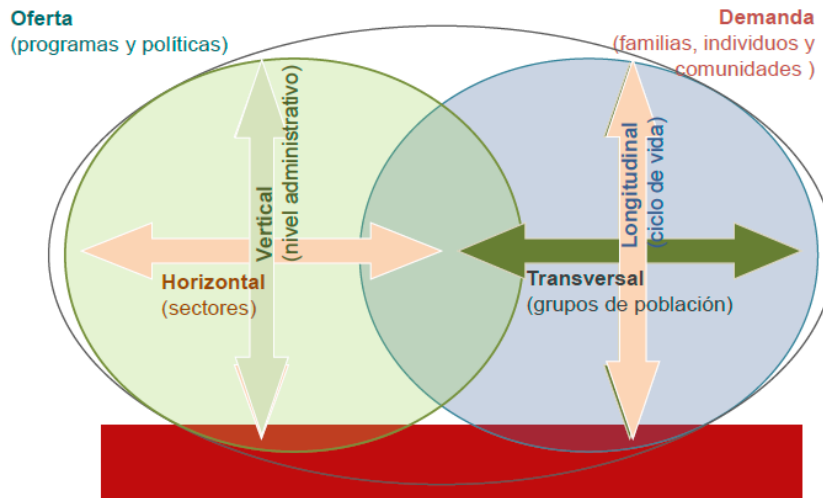 Oferta
(programas y políticas)
Demanda
(familias, individuos y
comunidades )
Vertical
(nivel administrativo)
Longitudinal
(ciclo de vida)
Horizontal
(sectores)
Transversal
(grupos de población)